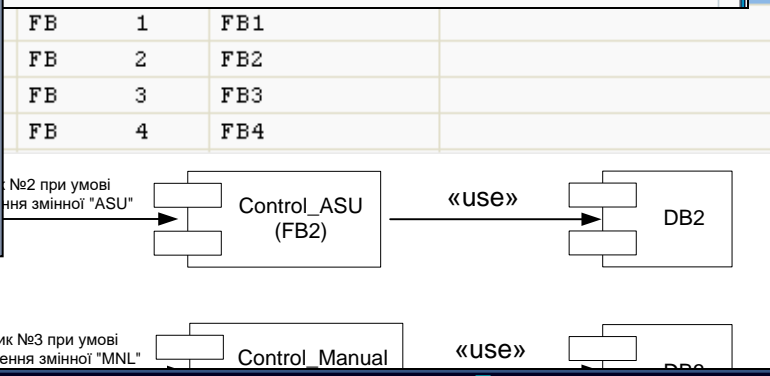 FB 1 FB1
FB 2 FB2
FB 3 FB3
FB 4 FB4
№2 при умові
ння змінної "ASU"
Control_ASU
(FB2)
«use»
DB2
ик №3 при умові
ення змінної "MNL"
Control_Manual
«use»